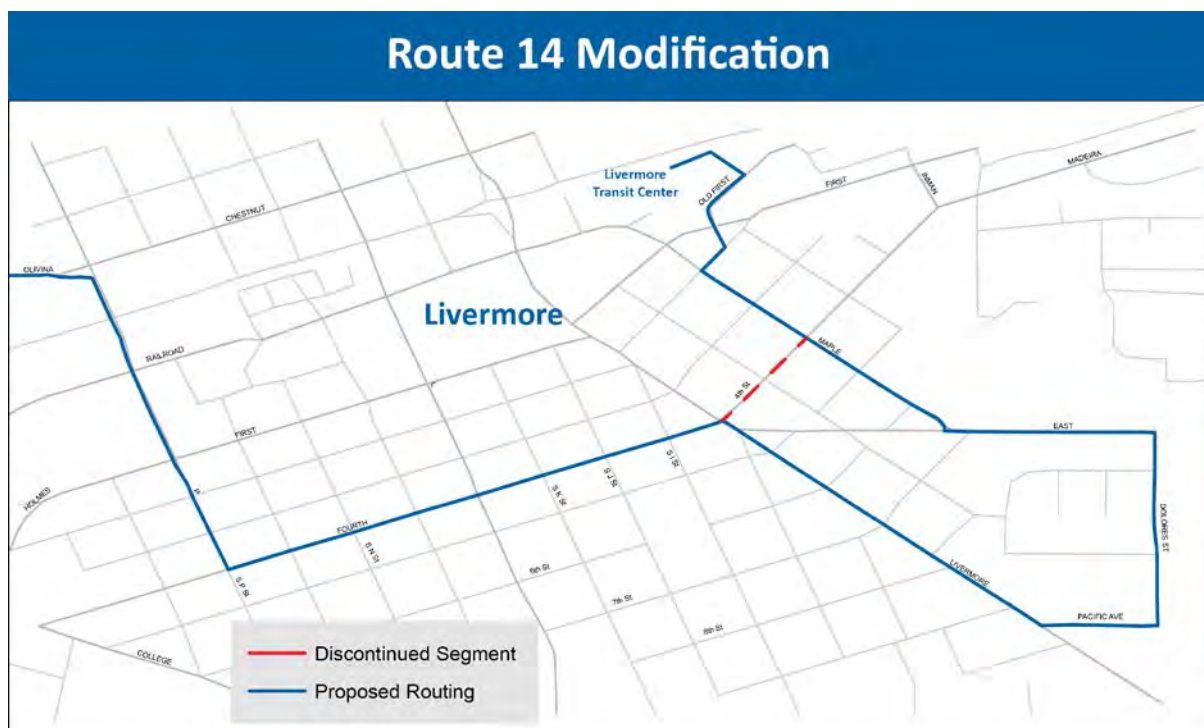 Route 14 Modification
Livermore
Transit Center
MADEIRA
INMAN
FIRST
OLD FIRST
CHESTNUT
OLIVINA
Livermore
RAILROAD
MAPLE
4th St
FIRST
L
EAST
S I St
S J St
S K St
HOLMES
P
FOURTH
S N St
DOLORES ST
6th St
LIVERMORE
S P St
7th St
PACIFIC AVE
8th St
COLLEGE
Discontinued Segment
Proposed Routing